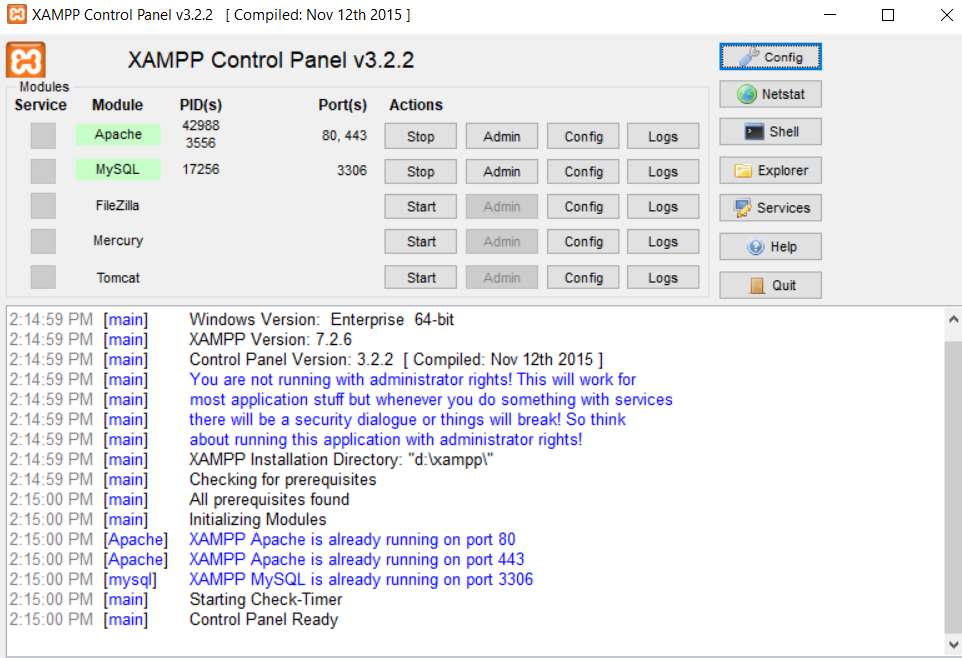 XAMPP Control Panel v3.2.2 [ Compiled: Nov 12th 2015 ]
XAMPP Control Panel v3.2.2
Config
Modules
Service Module PID(s) Port(s) Actions
Netstat
Apache 42988 3556 80, 443 Stop Admin Config Logs
Shell
MySQL 17256 3306 Stop Admin Config Logs
Explorer
FileZilla Start Admin Config Logs
Services
Mercury Start Admin Config Logs
Help
Tomcat Start Admin Config Logs
Quit
2:14:59 PM [main] Windows Version: Enterprise 64-bit
2:14:59 PM [main] XAMPP Version: 7.2.6
2:14:59 PM [main] Control Panel Version: 3.2.2 [ Compiled: Nov 12th 2015 ]
2:14:59 PM [main] You are not running with administrator rights! This will work for
2:14:59 PM [main] most application stuff but whenever you do something with services
2:14:59 PM [main] there will be a security dialogue or things will break! So think
2:14:59 PM [main] about running this application with administrator rights!
2:14:59 PM [main] XAMPP Installation Directory: "d:\xampp\"
2:14:59 PM [main] Checking for prerequisites
2:15:00 PM [main] All prerequisites found
2:15:00 PM [main] Initializing Modules
2:15:00 PM [Apache] XAMPP Apache is already running on port 80
2:15:00 PM [Apache] XAMPP Apache is already running on port 443
2:15:00 PM [mysql] XAMPP MySQL is already running on port 3306
2:15:00 PM [main] Starting Check-Timer
2:15:00 PM [main] Control Panel Ready